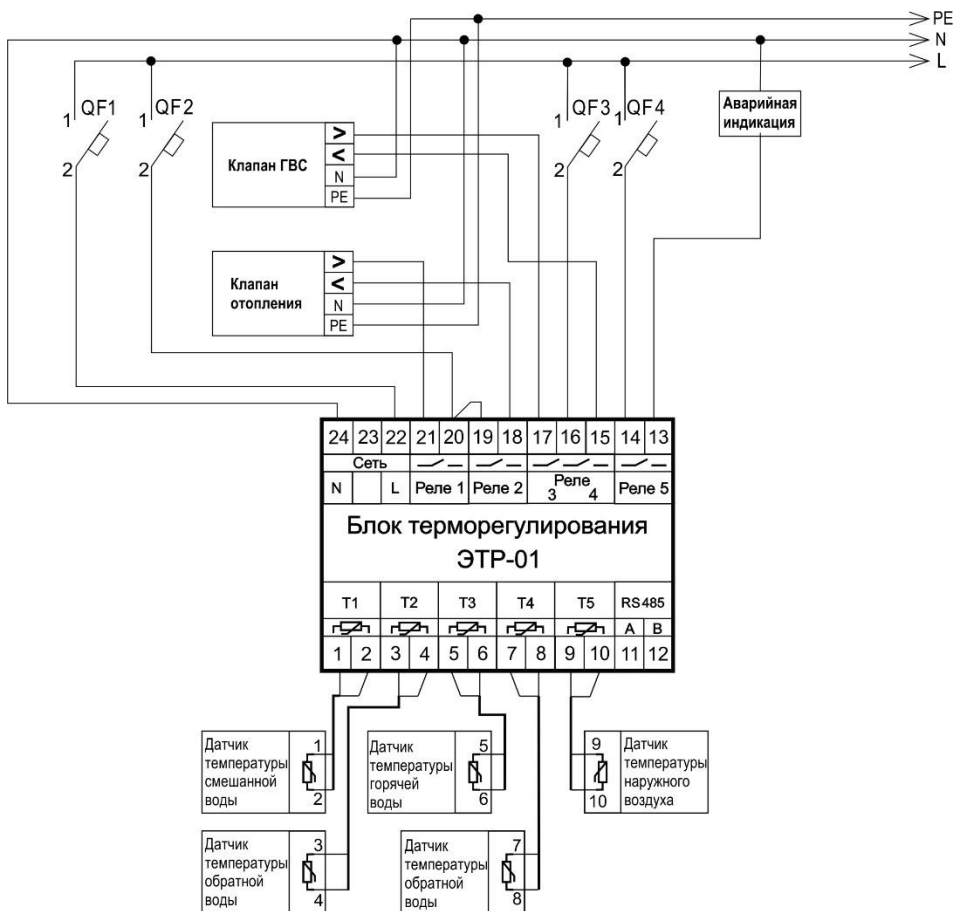 PE
N
L
1 QF1 1 QF2 1 QF3 1 QF4
2 2 2 2
Аварийная
индикация
Клапан ГВС
>
<
N
PE
Клапан
отопления
>
<
N
PE
24 23 22 21 20 19 18 17 16 15 14 13
Сеть
N L Реле 1 Реле 2 Реле 3 4 Реле 5
Блок терморегулирования
ЭТР-01
T1 T2 T3 T4 T5 RS485
A B
1 2 3 4 5 6 7 8 9 10 11 12
Датчик
температуры
смешанной
воды
1
2
Датчик
температуры
горячей
воды
5
6
9
10
Датчик
температуры
наружного
воздуха
Датчик
температуры
обратной
воды
3
4
Датчик
температуры
обратной
воды
7
8